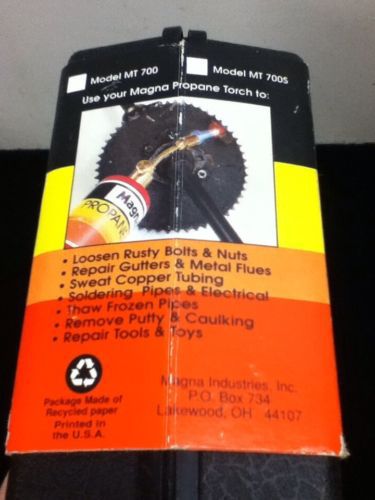 Model MT 700
Model MT 700S
Use your Magna Propane Torch to:
Magna
PROPANE
• Loosen Rusty Bolts & Nuts
• Repair Gutters & Metal Flues
• Sweat Copper Tubing
• Soldering Pipes & Electrical
• Thaw Frozen Pipes
• Remove Putty & Caulking
• Repair Tools & Toys
Package Made of
Recycled paper
Printed in
the U.S.A.
Magna Industries, Inc.
P.O. Box 734
Lakewood, OH 44107